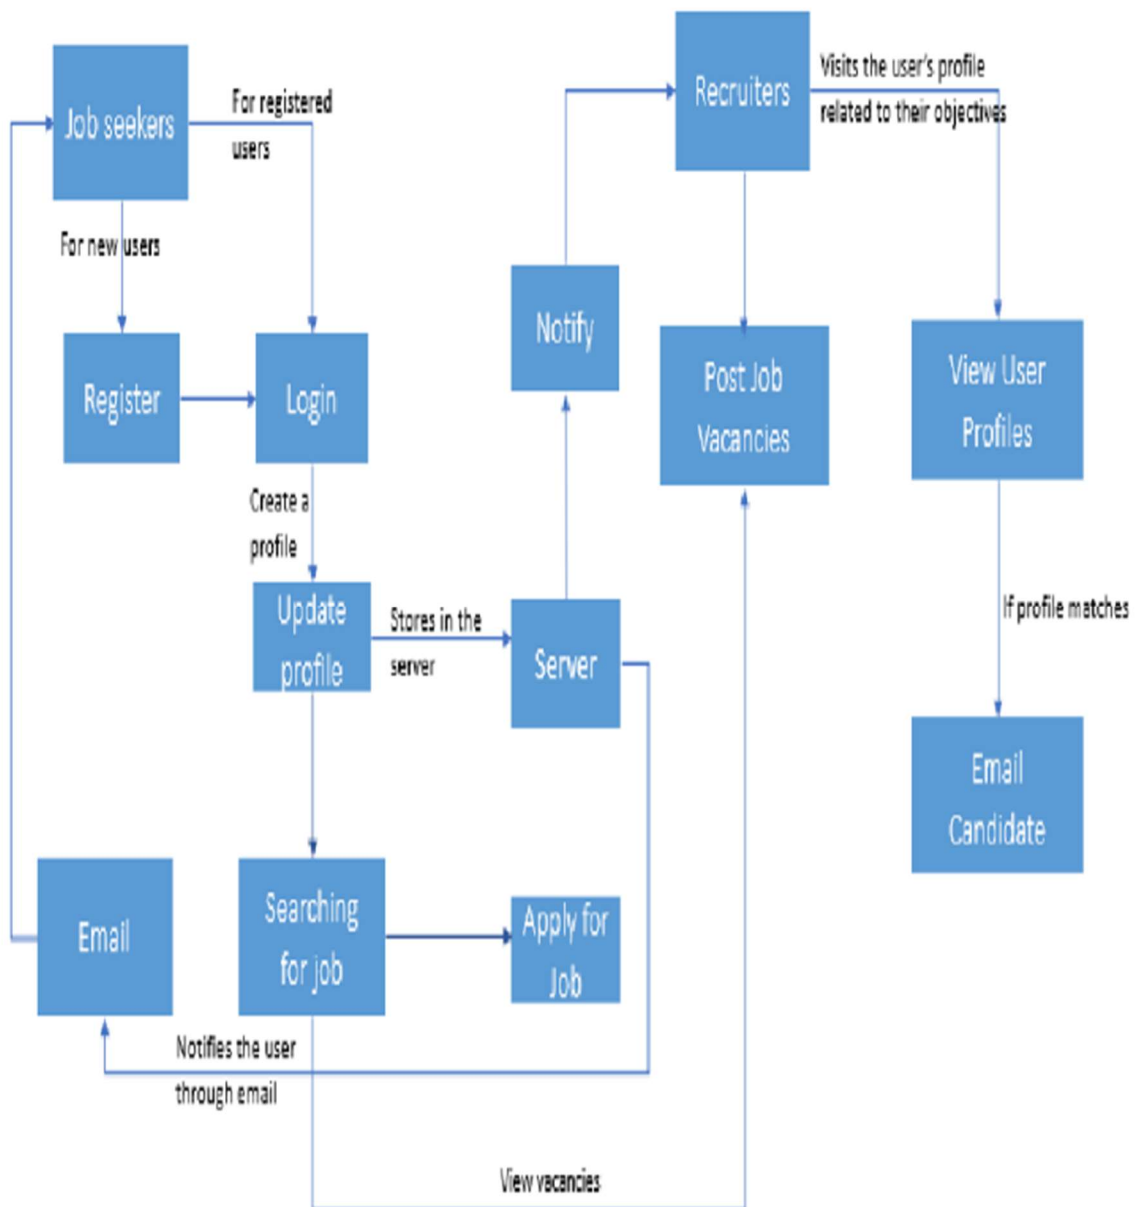 Job seekers
For registered
users
For new users
Register
Login
Create a
profile
Update
profile
Stores in the
server
Server
Notify
Recruiters
Visits the user's profile
related to their objectives
Post Job
Vacancies
View User
Profiles
If profile matches
Email
Candidate
Searching
for job
Apply for
Job
Email
Notifies the user
through email
View vacancies